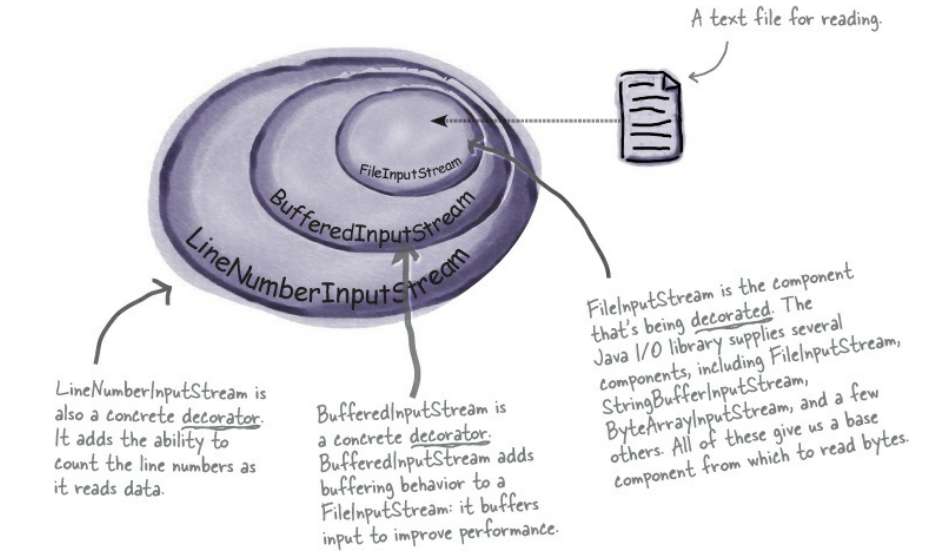 A text file for reading.
FileInputStream
BufferedInputStream
LineNumberInputStream
LineNumberInputStream is
also a concrete decorator.
It adds the ability to
count the line numbers as
it reads data.
BufferedInputStream is
a concrete decorator.
BufferedInputStream adds
buffering behavior to a
FileInputStream: it buffers
input to improve performance.
FileInputStream is the component
that's being decorated. The
Java I/O library supplies several
components, including FileInputStream,
StringBufferInputStream,
ByteArrayInputStream, and a few
others. All of these give us a base
component from which to read bytes.